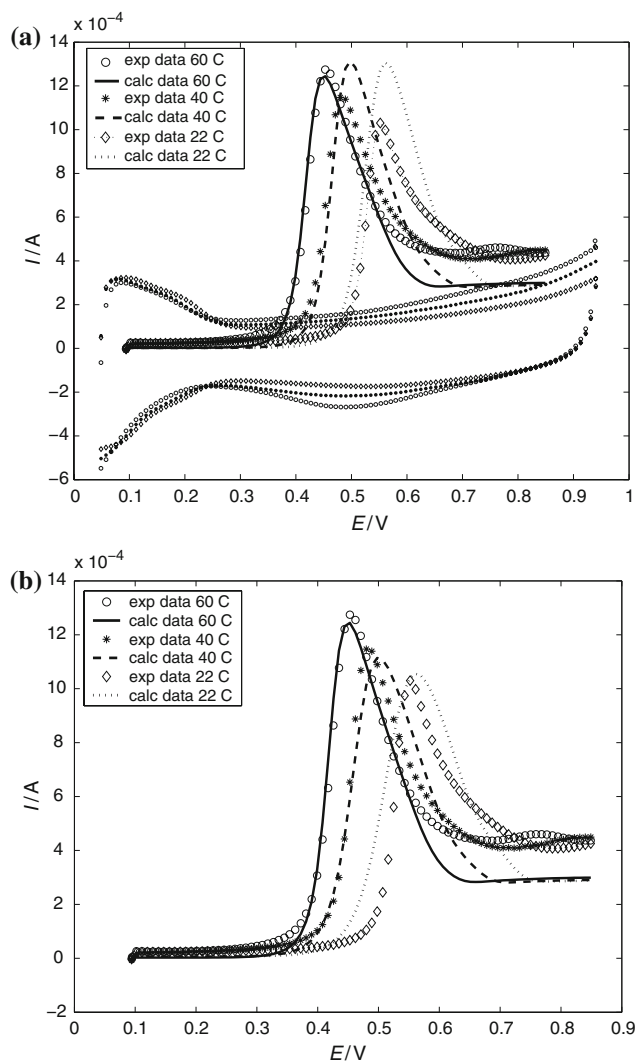 (a)
x 10⁻⁴
14
12
10
8
6
4
2
0
−2
−4
−6
I/A
exp data 60 C
calc data 60 C
exp data 40 C
calc data 40 C
exp data 22 C
calc data 22 C
0 0.1 0.2 0.3 0.4 0.5 0.6 0.7 0.8 0.9 1
E/V
(b)
x 10⁻⁴
14
12
10
8
6
4
2
0
−2
I/A
exp data 60 C
calc data 60 C
exp data 40 C
calc data 40 C
exp data 22 C
calc data 22 C
0 0.1 0.2 0.3 0.4 0.5 0.6 0.7 0.8 0.9
E/V